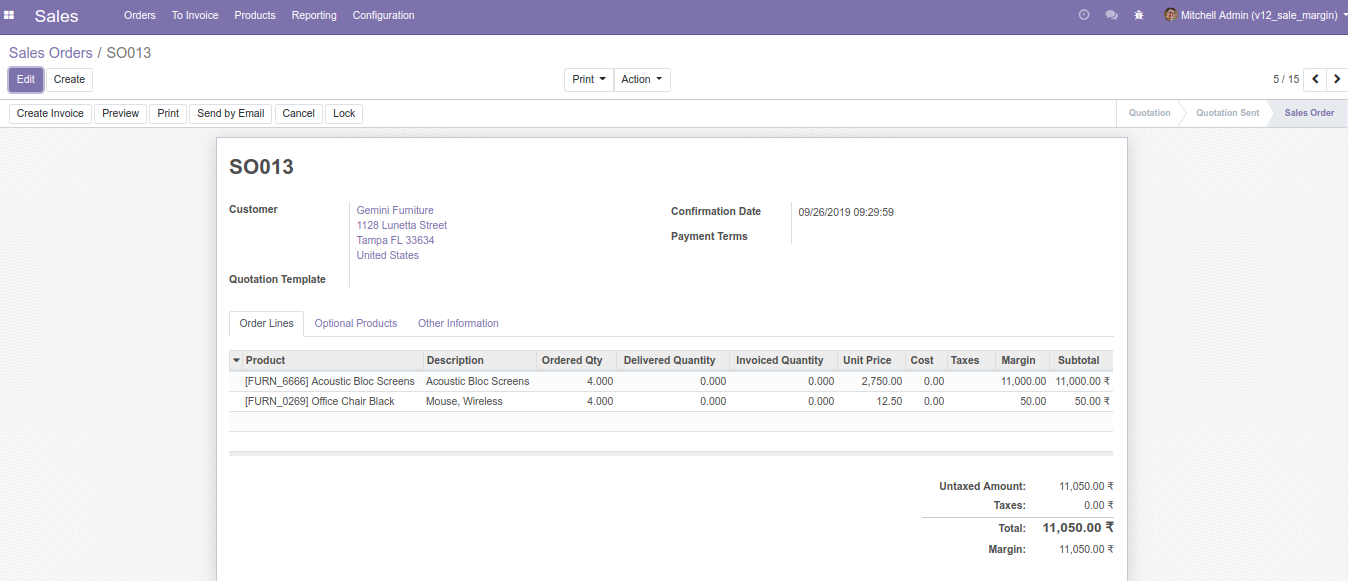 Sales Orders To Invoice Products Reporting Configuration Mitchell Admin (v12_sale_margin)
Sales Orders / SO013
Edit Create Print Action 5 / 15
Create Invoice Preview Print Send by Email Cancel Lock Quotation Quotation Sent Sales Order
SO013
Customer Gemini Furniture Confirmation Date 09/26/2019 09:29:59
1128 Lunetta Street
Tampa FL 33634 Payment Terms
United States
Quotation Template
Order Lines Optional Products Other Information
Product Description Ordered Qty Delivered Quantity Invoiced Quantity Unit Price Cost Taxes Margin Subtotal
[FURN_6666] Acoustic Bloc Screens Acoustic Bloc Screens 4.000 0.000 0.000 2,750.00 0.00 11,000.00 11,000.00 ₹
[FURN_0269] Office Chair Black Mouse, Wireless 4.000 0.000 0.000 12.50 0.00 50.00 50.00 ₹
Untaxed Amount: 11,050.00 ₹
Taxes: 0.00 ₹
Total: 11,050.00 ₹
Margin: 11,050.00 ₹